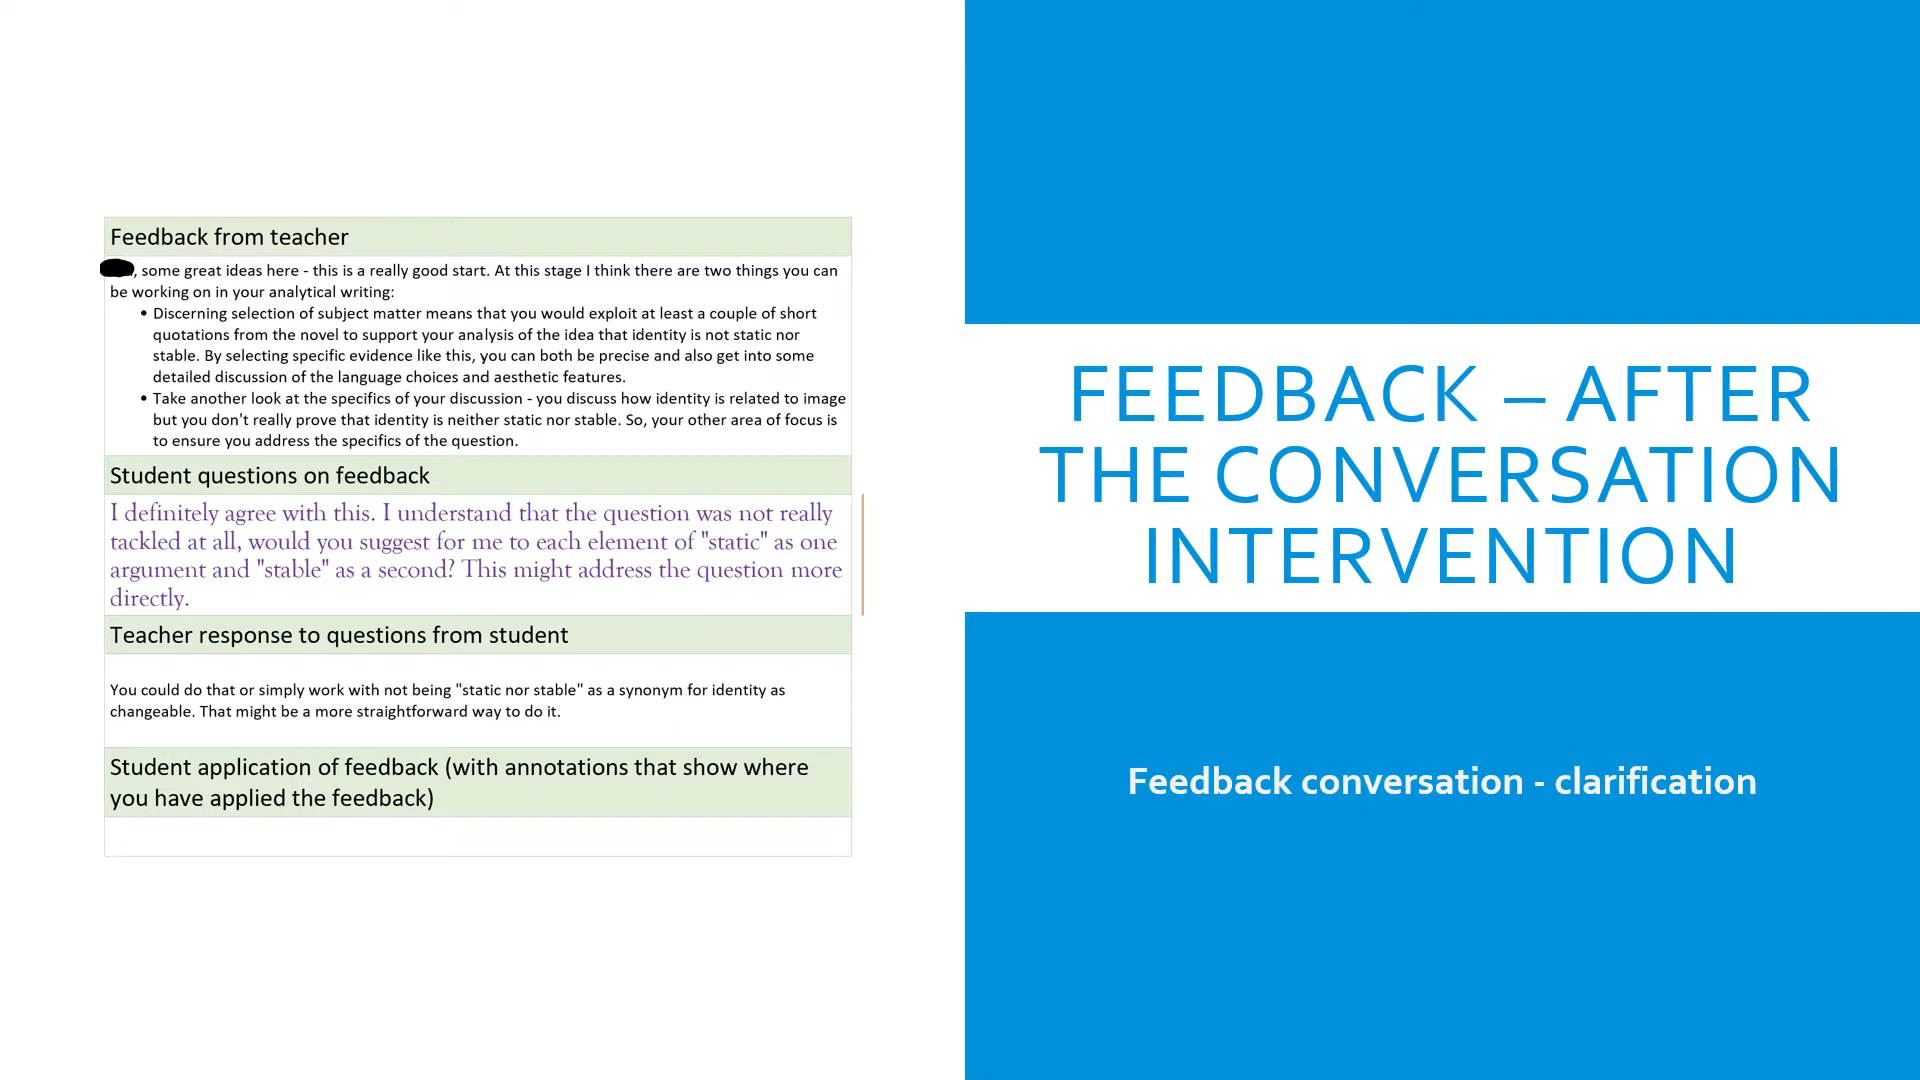 Feedback from teacher
, some great ideas here - this is a really good start. At this stage I think there are two things you can
be working on in your analytical writing:
• Discerning selection of subject matter means that you would exploit at least a couple of short
quotations from the novel to support your analysis of the idea that identity is not static nor
stable. By selecting specific evidence like this, you can both be precise and also get into some
detailed discussion of the language choices and aesthetic features.
• Take another look at the specifics of your discussion - you discuss how identity is related to image
but you don't really prove that identity is neither static nor stable. So, your other area of focus is
to ensure you address the specifics of the question.
Student questions on feedback
I definitely agree with this. I understand that the question was not really
tackled at all, would you suggest for me to each element of "static" as one
argument and "stable" as a second? This might address the question more
directly.
Teacher response to questions from student
You could do that or simply work with not being "static nor stable" as a synonym for identity as
changeable. That might be a more straightforward way to do it.
Student application of feedback (with annotations that show where
you have applied the feedback)
FEEDBACK – AFTER
THE CONVERSATION
INTERVENTION
Feedback conversation - clarification